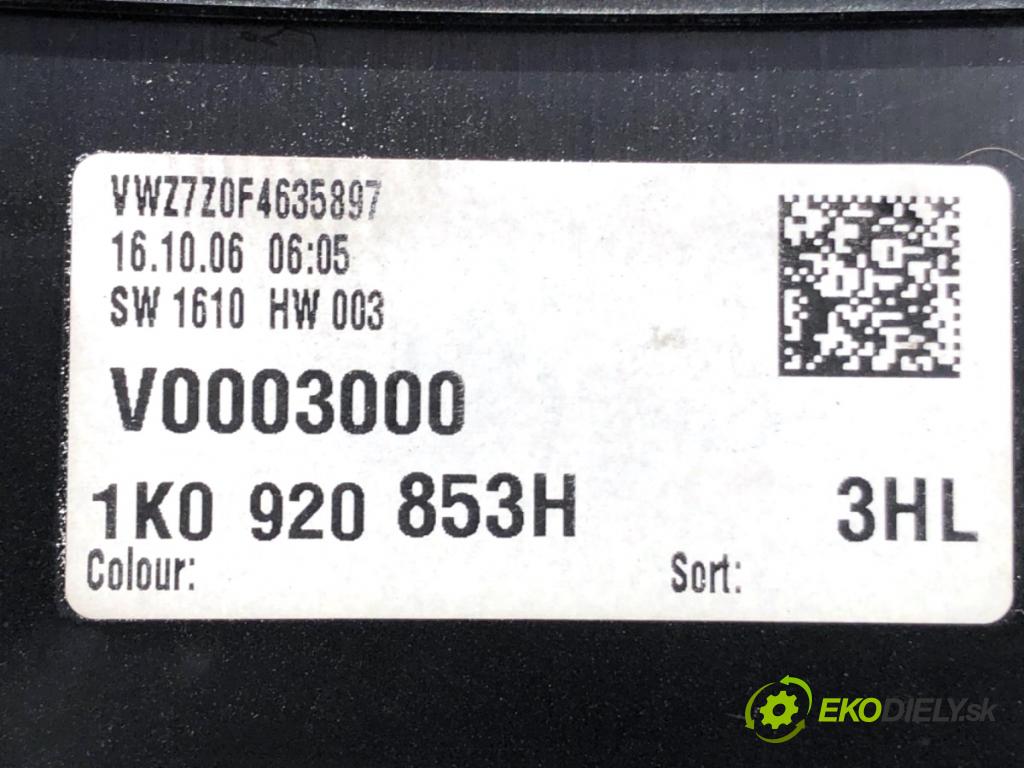 VWZ7Z0F4635897
16.10.06 06:05
SW 1610 HW 003
V0003000
1K0 920 853H 3HL
Colour: Sort:
EKODIELY.sk